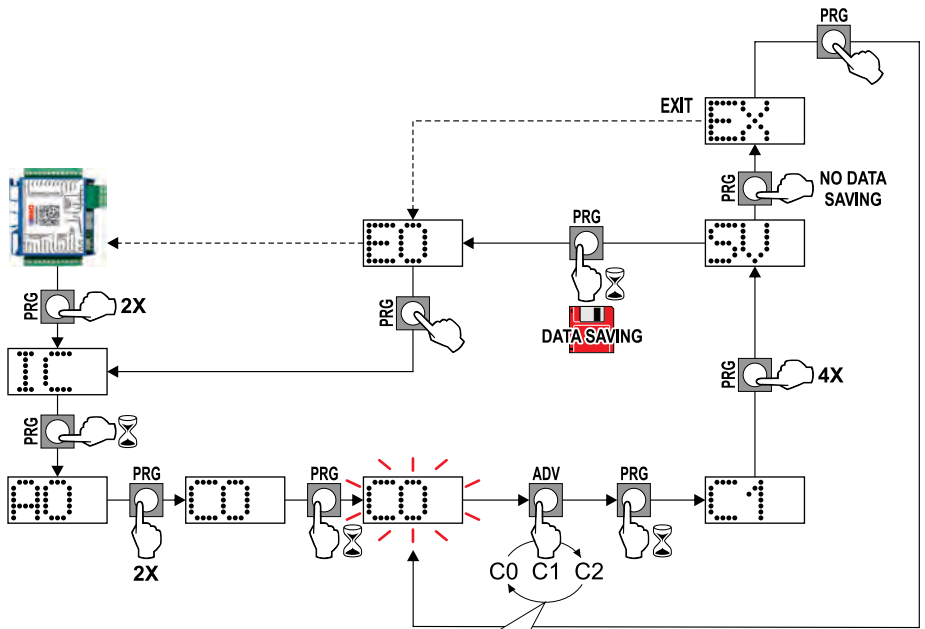 PRG
EXIT
EX
PRG
NO DATA
SAVING
PRG
E0
SV
PRG
2X
PRG
DATA SAVING
IC
PRG
4X
PRG
A0
PRG
2X
C0
PRG
C0
ADV
C0 C1 C2
PRG
C1